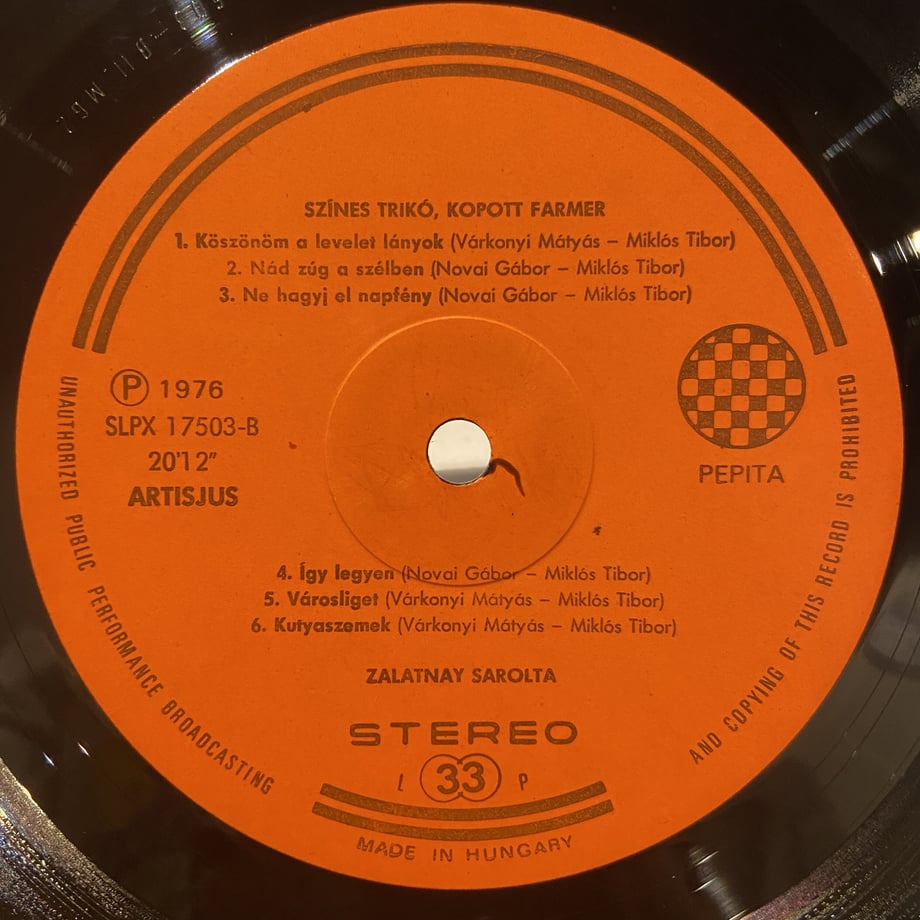 SZÍNES TRIKÓ, KOPOTT FARMER
1. Köszönöm a levelet lányok (Várkonyi Mátyás – Miklós Tibor)
2. Nád zúg a szélben (Novai Gábor – Miklós Tibor)
3. Ne hagyj el napfény (Novai Gábor – Miklós Tibor)
Ⓟ 1976
SLPX 17503-B
20'12"
ARTISJUS
PEPITA
4. Így legyen (Novai Gábor – Miklós Tibor)
5. Városliget (Várkonyi Mátyás – Miklós Tibor)
6. Kutyaszemek (Várkonyi Mátyás – Miklós Tibor)
ZALATNAY SAROLTA
STEREO
L 33 P
MADE IN HUNGARY
UNAUTHORIZED PUBLIC PERFORMANCE BROADCASTING
AND COPYING OF THIS RECORD IS PROHIBITED